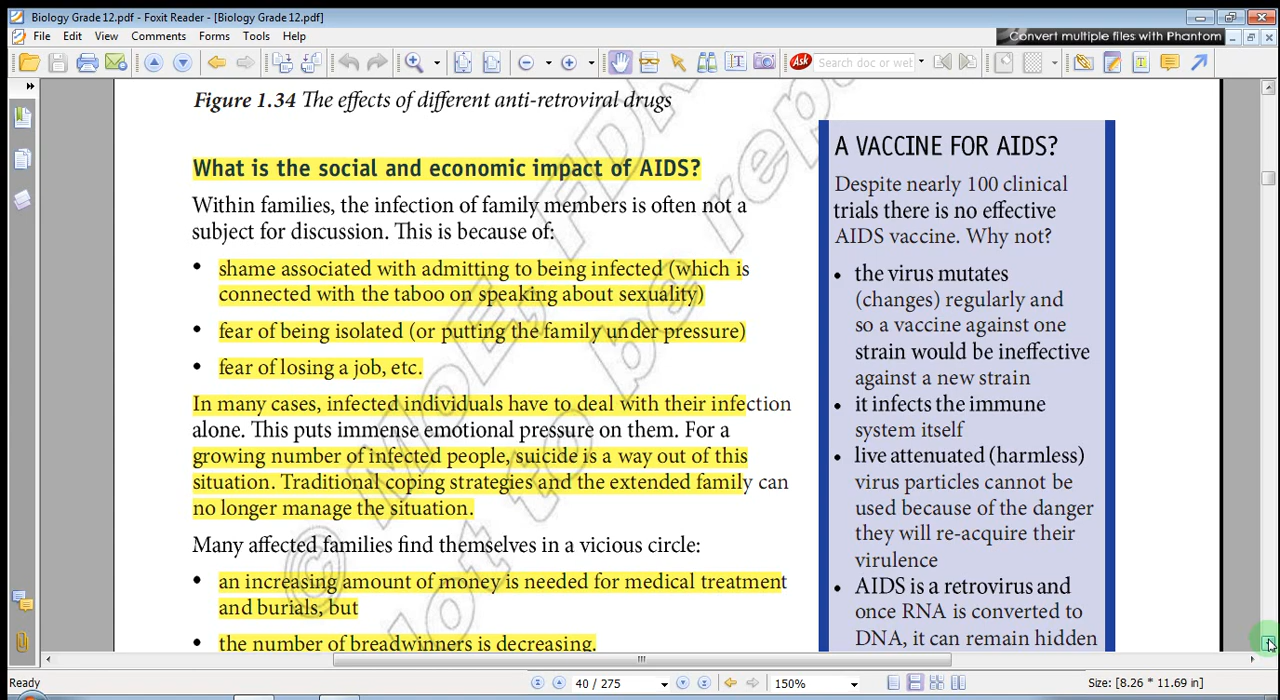 Biology Grade 12.pdf - Foxit Reader - [Biology Grade 12.pdf]
File Edit View Comments Forms Tools Help
Convert multiple files with Phantom
Ask Search doc or wet
Figure 1.34 The effects of different anti-retroviral drugs
What is the social and economic impact of AIDS?
Within families, the infection of family members is often not a
subject for discussion. This is because of:
• shame associated with admitting to being infected (which is
connected with the taboo on speaking about sexuality)
• fear of being isolated (or putting the family under pressure)
• fear of losing a job, etc.
In many cases, infected individuals have to deal with their infection
alone. This puts immense emotional pressure on them. For a
growing number of infected people, suicide is a way out of this
situation. Traditional coping strategies and the extended family can
no longer manage the situation.
Many affected families find themselves in a vicious circle:
• an increasing amount of money is needed for medical treatment
and burials, but
• the number of breadwinners is decreasing.
A VACCINE FOR AIDS?
Despite nearly 100 clinical
trials there is no effective
AIDS vaccine. Why not?
• the virus mutates
(changes) regularly and
so a vaccine against one
strain would be ineffective
against a new strain
• it infects the immune
system itself
• live attenuated (harmless)
virus particles cannot be
used because of the danger
they will re-acquire their
virulence
• AIDS is a retrovirus and
once RNA is converted to
DNA, it can remain hidden
© MoE, FDR
Not to be rep
Ready
40 / 275
150%
Size: [8.26 * 11.69 in]